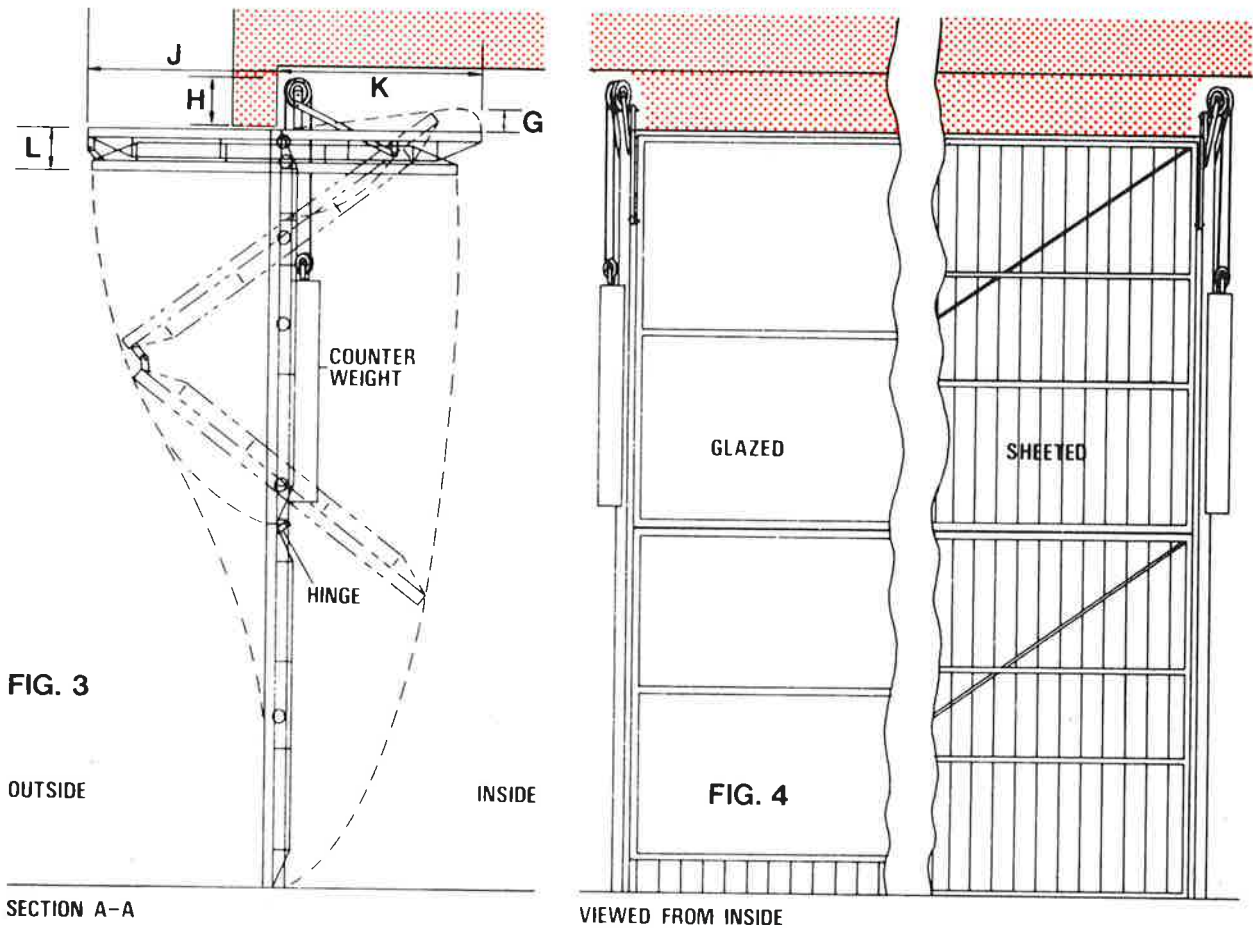 J
H
K
G
L
COUNTER
WEIGHT
HINGE
FIG. 3
OUTSIDE
INSIDE
SECTION A-A
GLAZED
SHEETED
FIG. 4
VIEWED FROM INSIDE